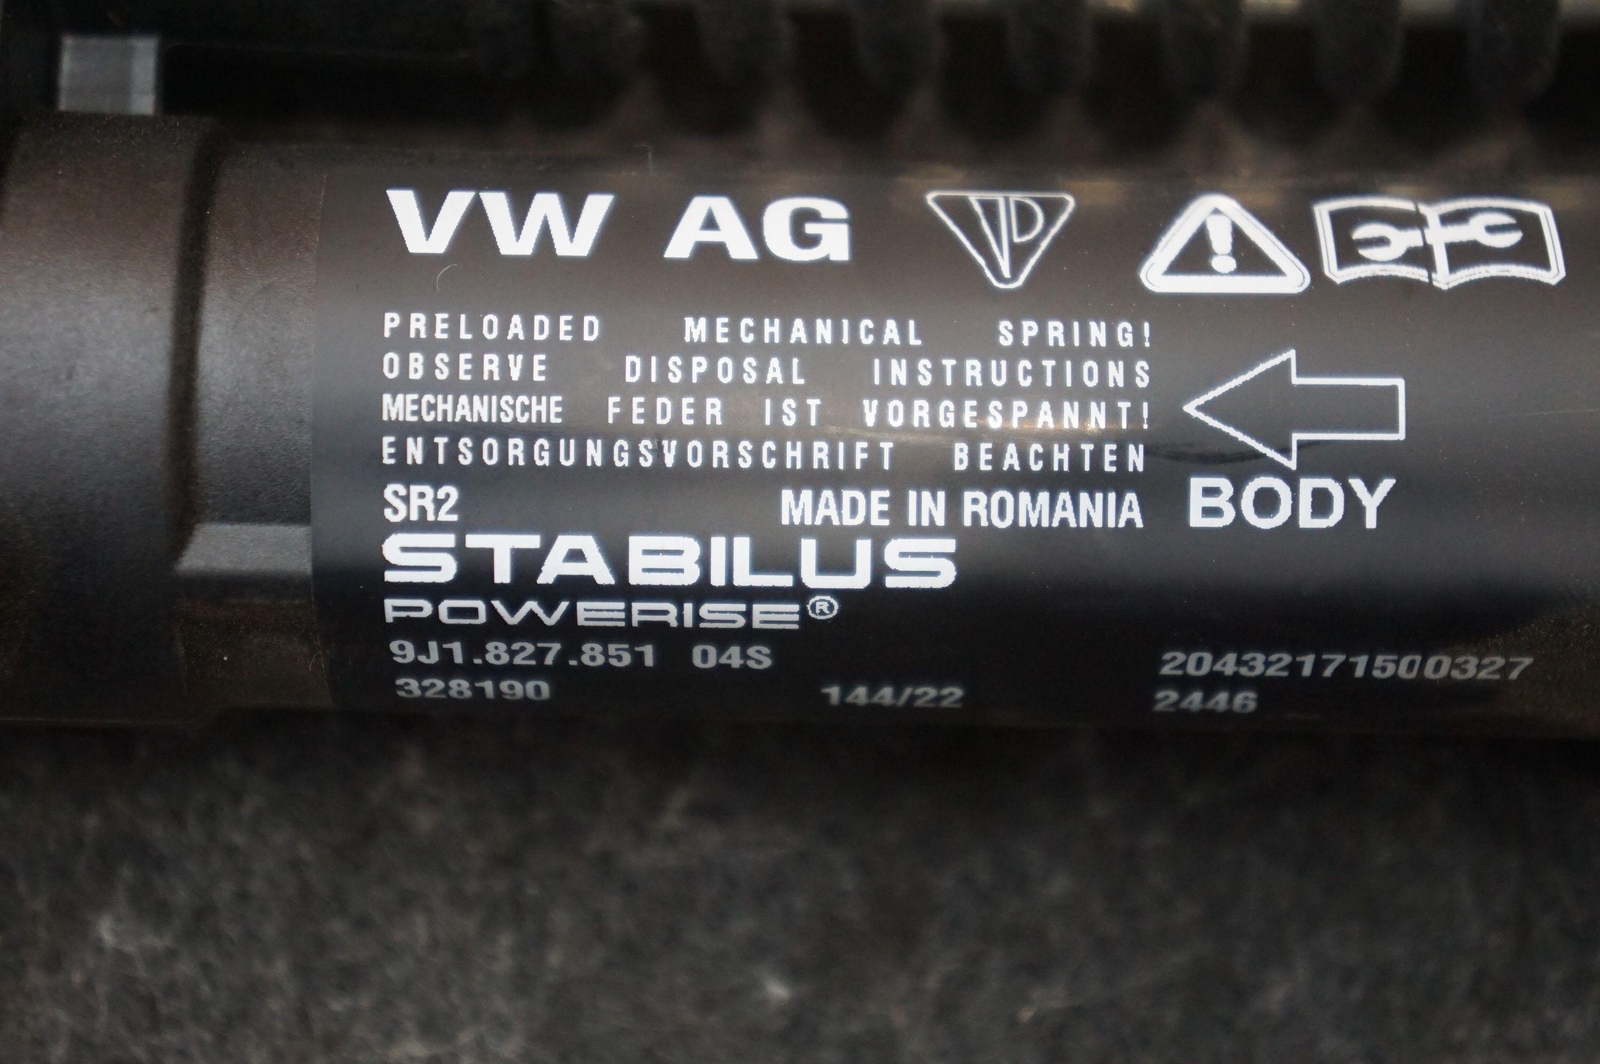 VW AG
PRELOADED MECHANICAL SPRING!
OBSERVE DISPOSAL INSTRUCTIONS
MECHANISCHE FEDER IST VORGESPANNT!
ENTSORGUNGSVORSCHRIFT BEACHTEN
SR2 MADE IN ROMANIA
BODY
STABILUS
POWERISE®
9J1.827.851 04S 20432171500327
328190 144/22 2446